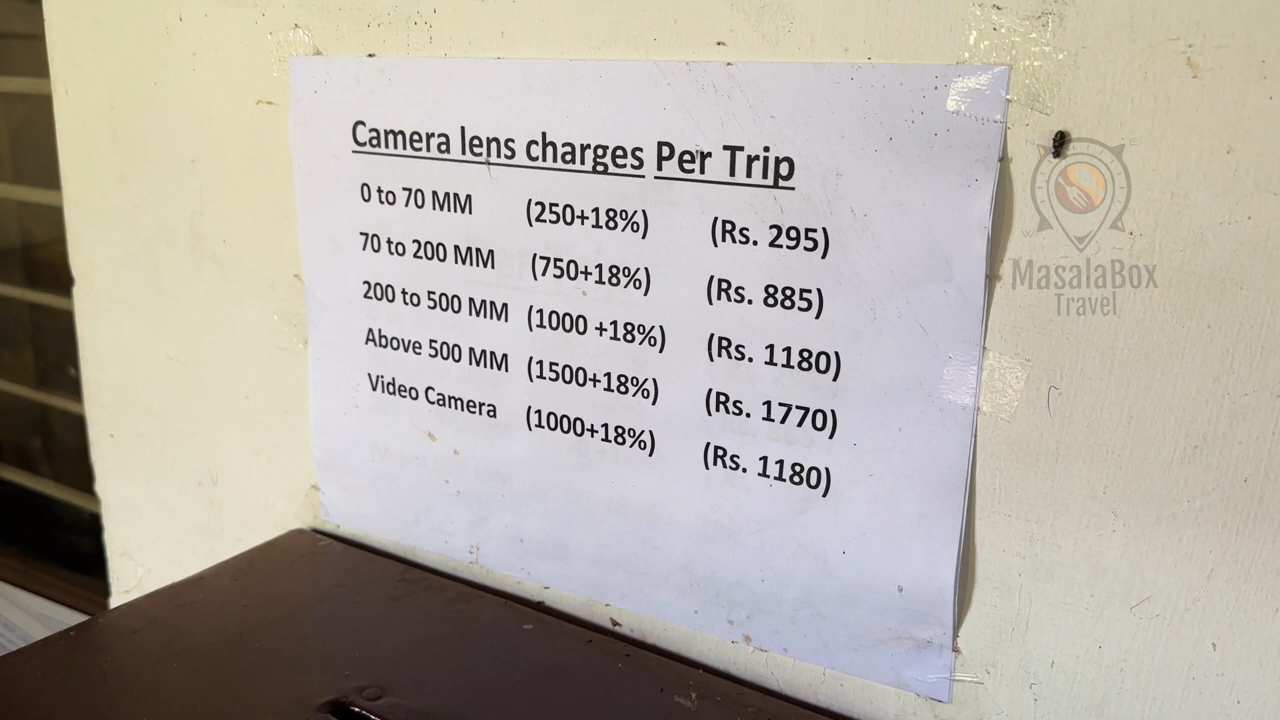 Camera lens charges Per Trip
0 to 70 MM (250+18%) (Rs. 295)
70 to 200 MM (750+18%) (Rs. 885)
200 to 500 MM (1000 +18%) (Rs. 1180)
Above 500 MM (1500+18%) (Rs. 1770)
Video Camera (1000+18%) (Rs. 1180)
N E
MasalaBox
Travel